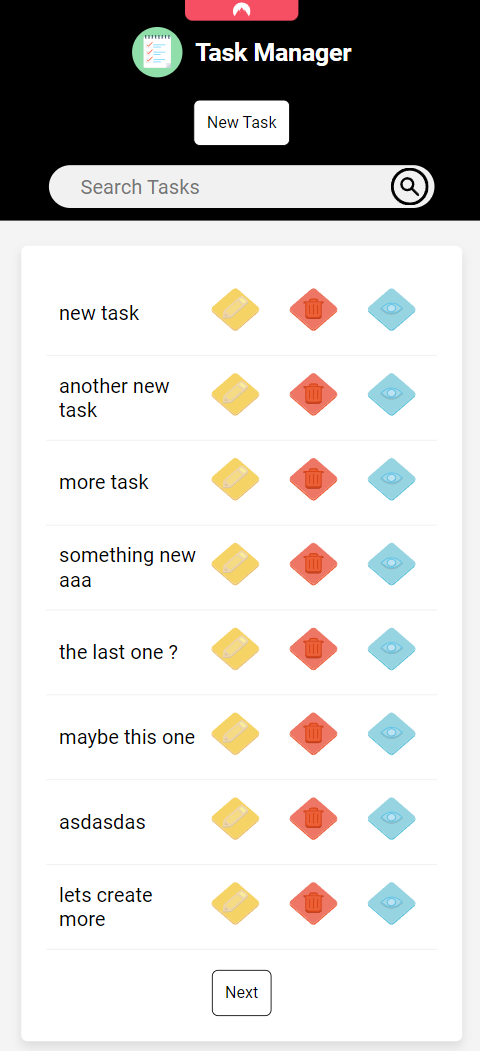 Task Manager
New Task
Search Tasks
new task
another new
task
more task
something new
aaa
the last one ?
maybe this one
asdasdas
lets create
more
Next